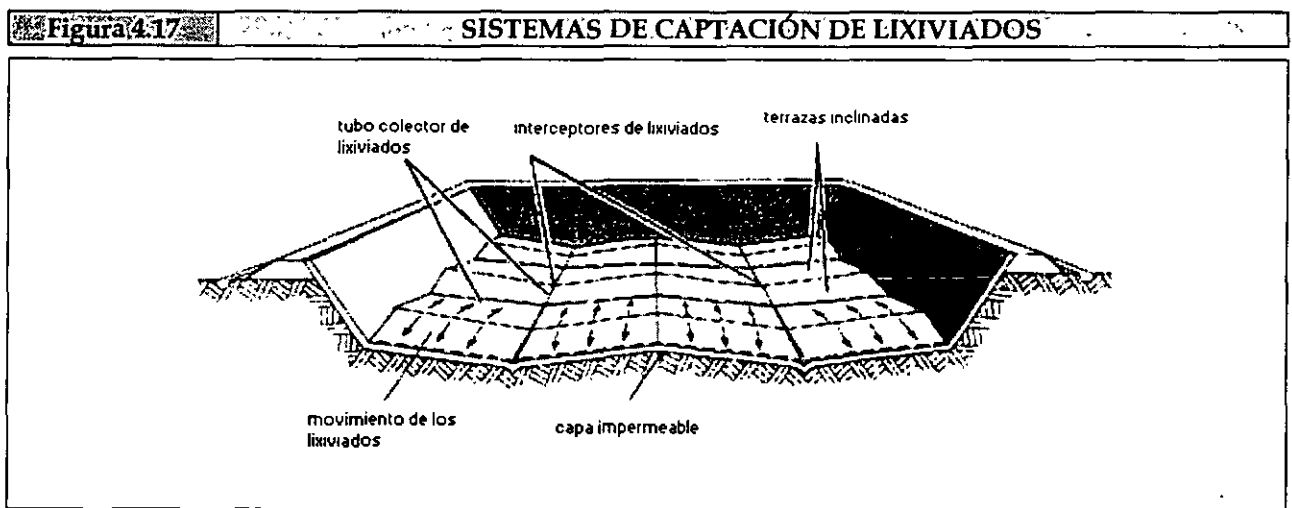 Figura 4.17
SISTEMAS DE CAPTACIÓN DE LIXIVIADOS
tubo colector de
lixiviados
interceptores de lixiviados
terrazas inclinadas
movimiento de los
lixiviados
capa impermeable